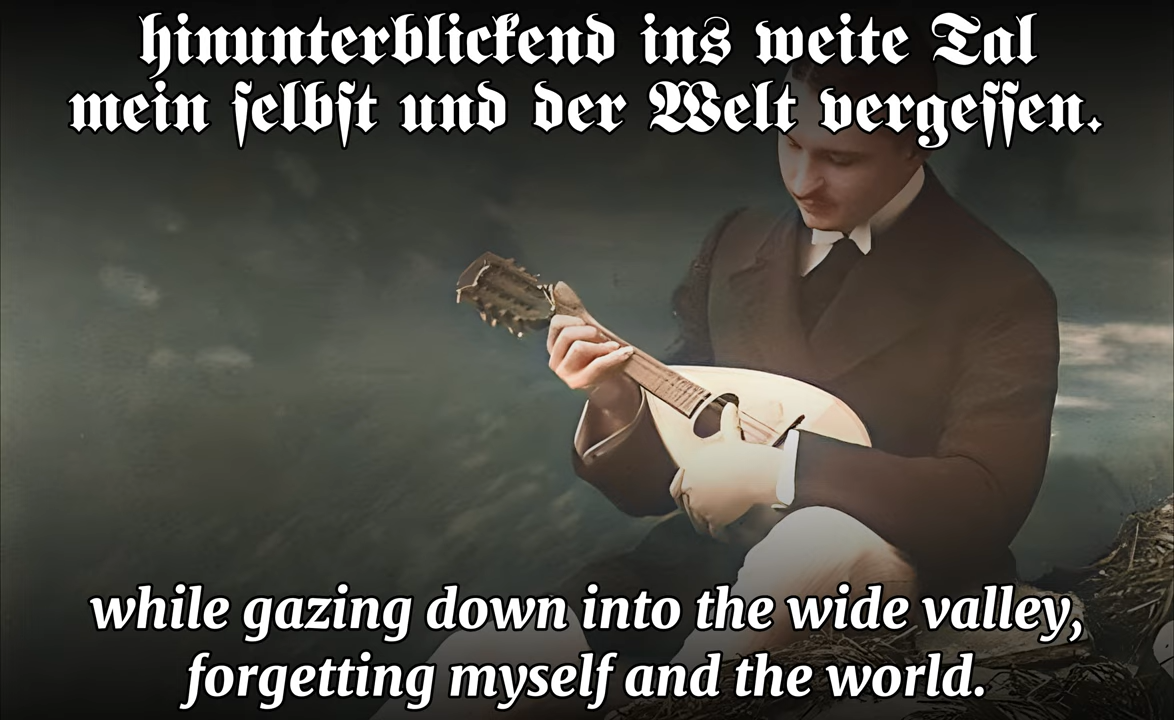 hinunterblickend ins weite Tal
mein ſelbſt und der Welt vergeſſen.
while gazing down into the wide valley,
forgetting myself and the world.